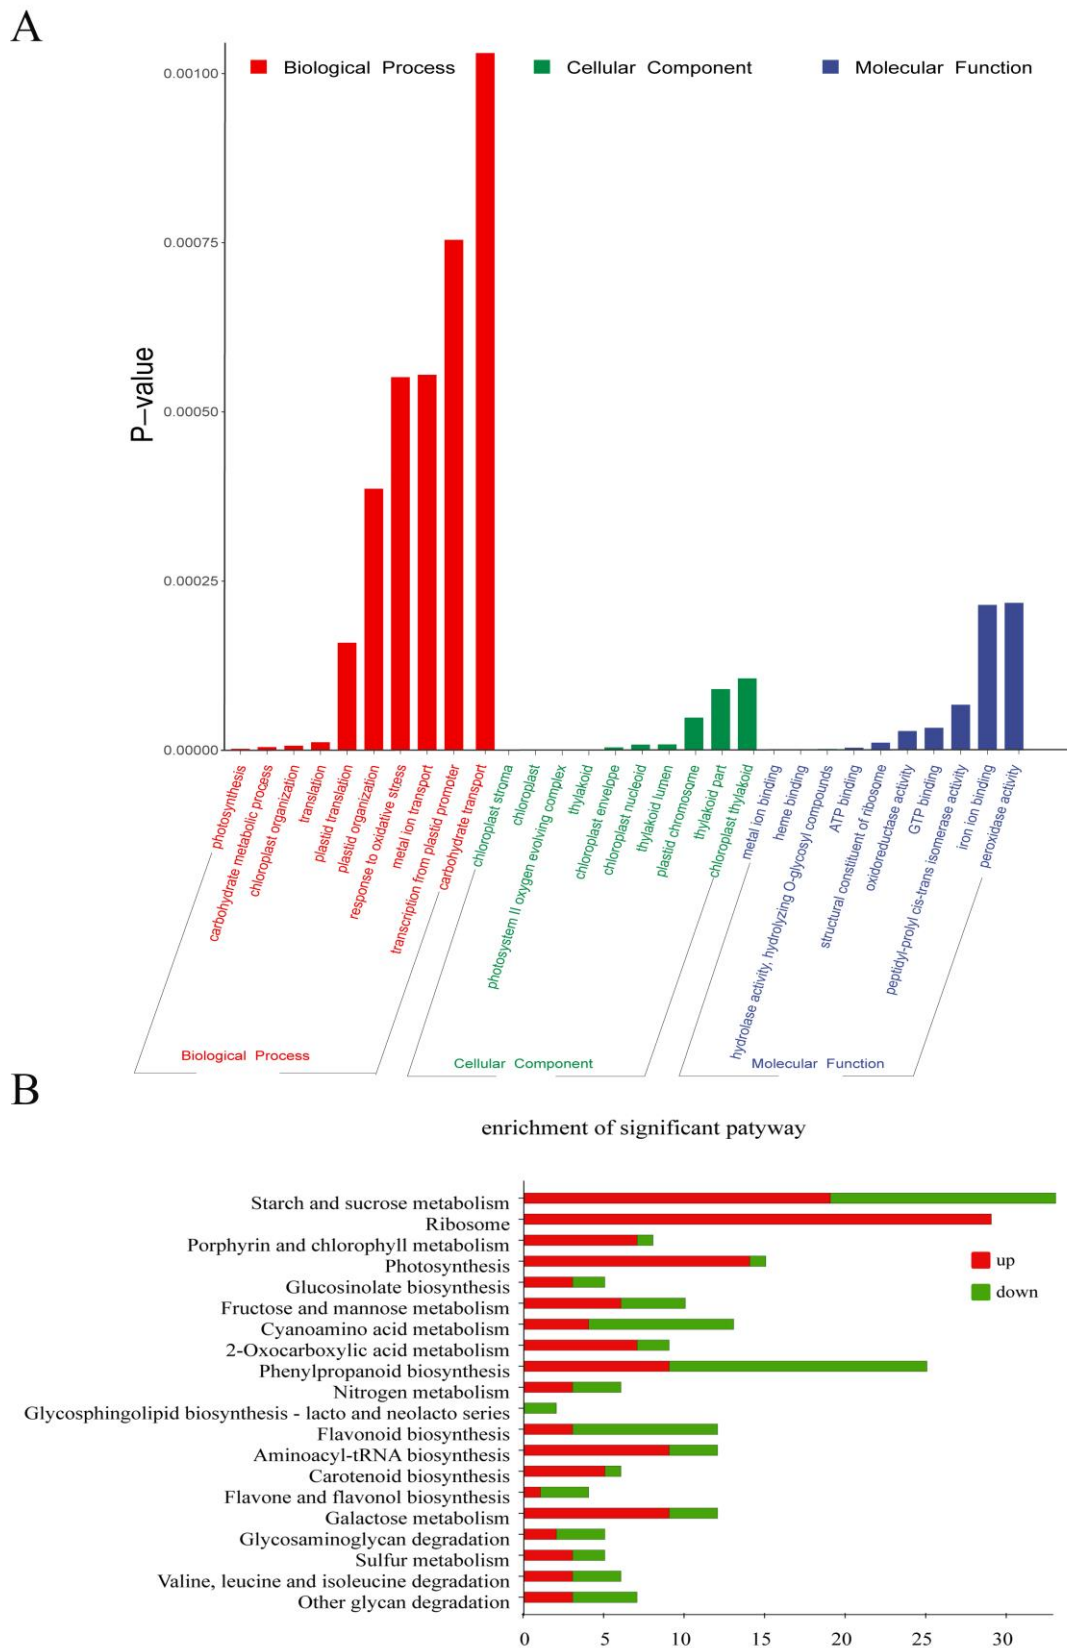 A
Biological Process
Cellular Component
Molecular Function
0.00100
0.00075
0.00050
0.00025
0.00000
P-value
photosynthesis
carbohydrate metabolic process
chloroplast organization
translation
plastid translation
plastid organization
response to oxidative stress
metal ion transport
transcription from plastid promoter
carbohydrate transport
chloroplast stroma
chloroplast
photosystem II oxygen evolving complex
thylakoid
chloroplast envelope
chloroplast nucleoid
thylakoid lumen
plastid chromosome
thylakoid part
chloroplast thylakoid
metal ion binding
heme binding
hydrolase activity, hydrolyzing O-glycosyl compounds
ATP binding
structural constituent of ribosome
oxidoreductase activity
GTP binding
peptidyl-prolyl cis-trans isomerase activity
iron ion binding
peroxidase activity
Biological Process
Cellular Component
Molecular Function
B
enrichment of significant patyway
Starch and sucrose metabolism
Ribosome
Porphyrin and chlorophyll metabolism
Photosynthesis
Glucosinolate biosynthesis
Fructose and mannose metabolism
Cyanoamino acid metabolism
2-Oxocarboxylic acid metabolism
Phenylpropanoid biosynthesis
Nitrogen metabolism
Glycosphingolipid biosynthesis - lacto and neolacto series
Flavonoid biosynthesis
Aminoacyl-tRNA biosynthesis
Carotenoid biosynthesis
Flavone and flavonol biosynthesis
Galactose metabolism
Glycosaminoglycan degradation
Sulfur metabolism
Valine, leucine and isoleucine degradation
Other glycan degradation
up
down
0 5 10 15 20 25 30